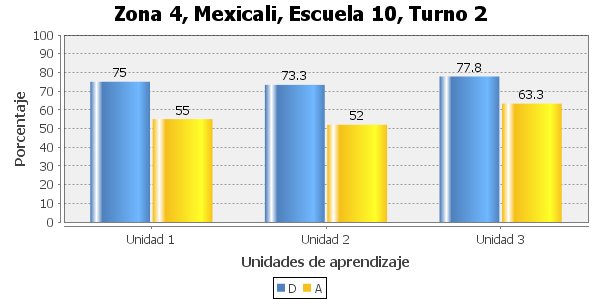 Zona 4, Mexicali, Escuela 10, Turno 2
Porcentaje
100
90
80
70
60
50
40
30
20
10
0
75
55
73.3
52
77.8
63.3
Unidad 1
Unidad 2
Unidad 3
Unidades de aprendizaje
D
A